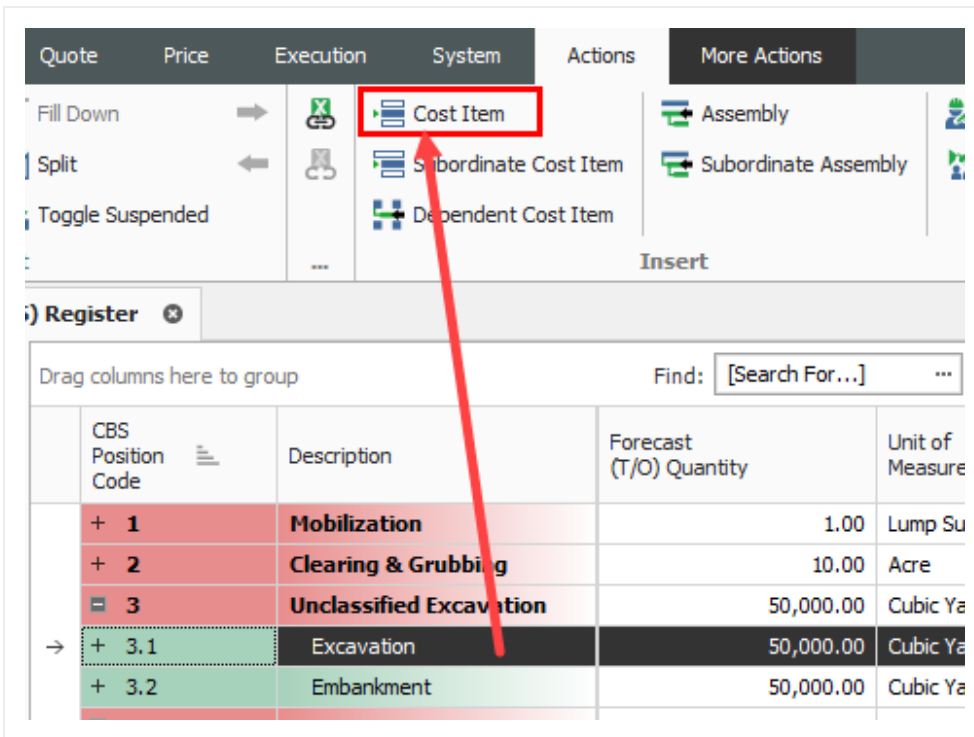 Quote Price Execution System Actions More Actions
Fill Down Cost Item Assembly
Split Subordinate Cost Item Subordinate Assembly
Toggle Suspended Dependent Cost Item
... Insert
) Register
Drag columns here to group Find: [Search For...] ...
CBS
Position
Code
Description
Forecast
(T/O) Quantity
Unit of
Measure
+ 1 Mobilization 1.00 Lump Su
+ 2 Clearing & Grubbing 10.00 Acre
3 Unclassified Excavation 50,000.00 Cubic Ya
+ 3.1 Excavation 50,000.00 Cubic Ya
+ 3.2 Embankment 50,000.00 Cubic Ya